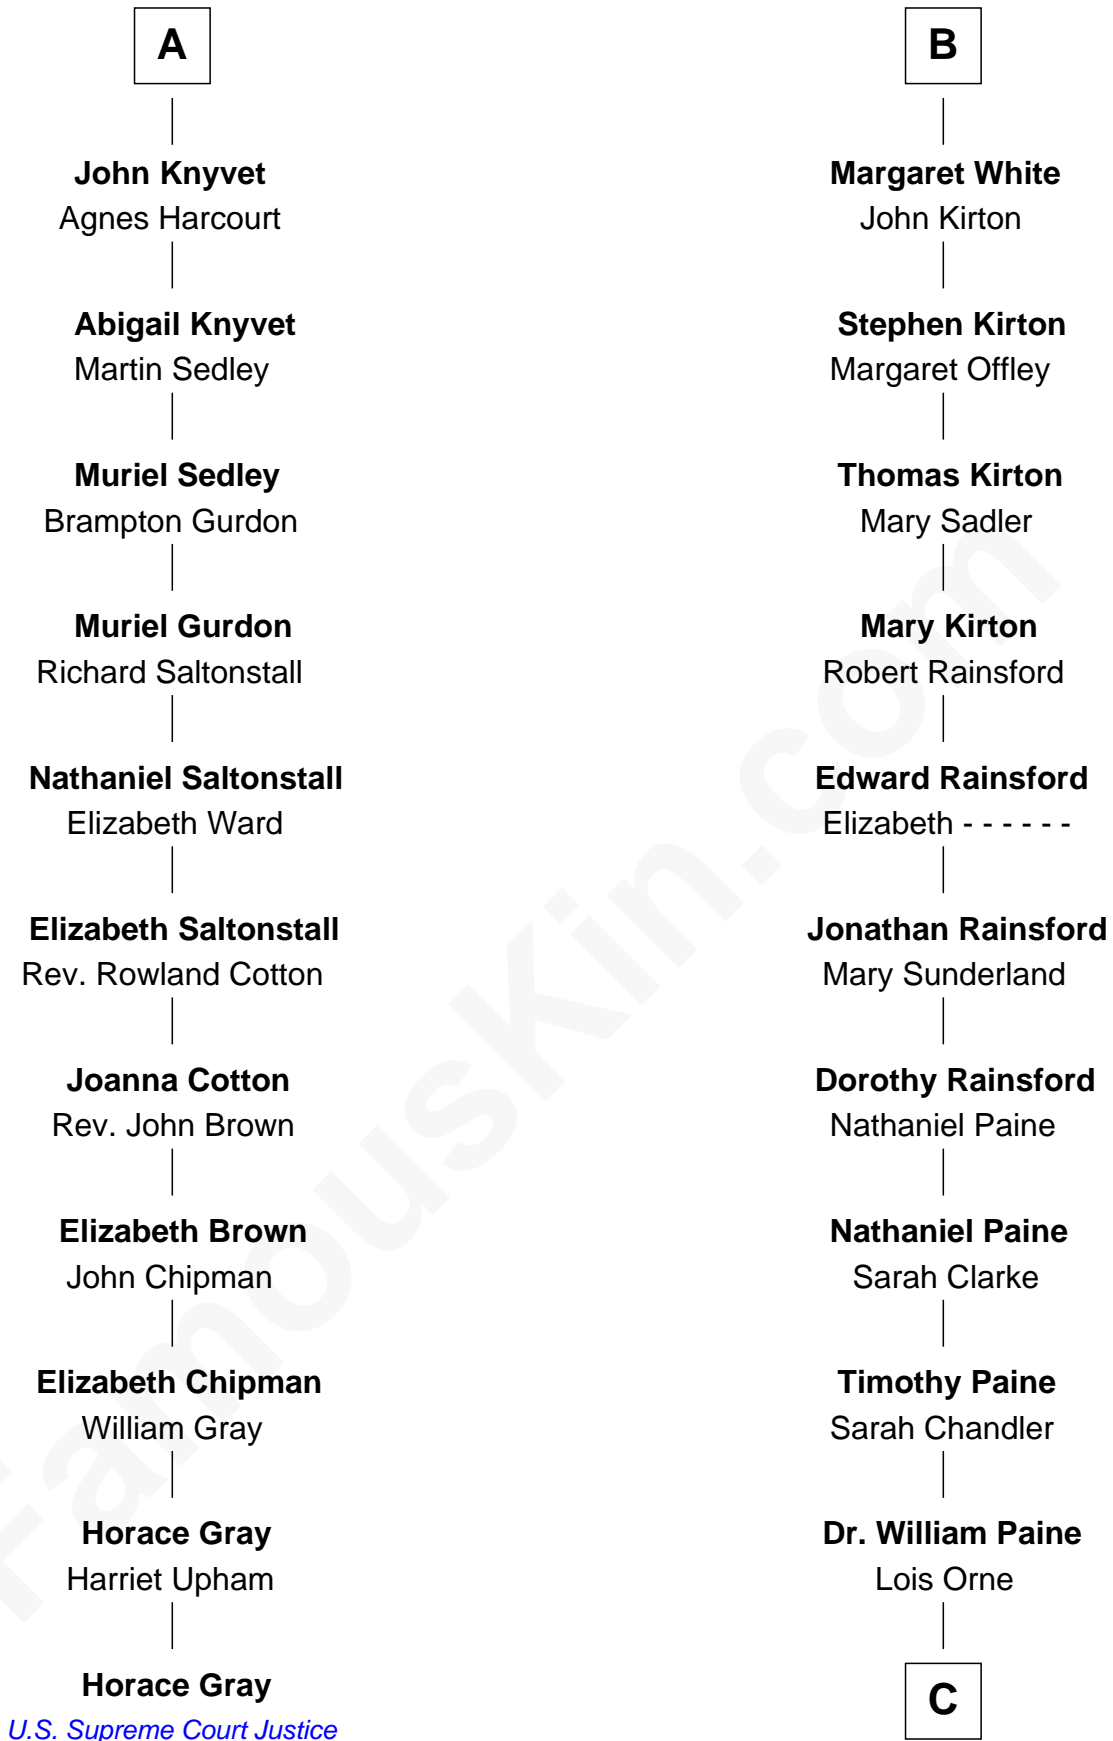 A
John Knyvet
Agnes Harcourt
Abigail Knyvet
Martin Sedley
Muriel Sedley
Brampton Gurdon
Muriel Gurdon
Richard Saltonstall
Nathaniel Saltonstall
Elizabeth Ward
Elizabeth Saltonstall
Rev. Rowland Cotton
Joanna Cotton
Rev. John Brown
Elizabeth Brown
John Chipman
Elizabeth Chipman
William Gray
Horace Gray
Harriet Upham
Horace Gray
U.S. Supreme Court Justice
B
Margaret White
John Kirton
Stephen Kirton
Margaret Offley
Thomas Kirton
Mary Sadler
Mary Kirton
Robert Rainsford
Edward Rainsford
Elizabeth - - - - - -
Jonathan Rainsford
Mary Sunderland
Dorothy Rainsford
Nathaniel Paine
Nathaniel Paine
Sarah Clarke
Timothy Paine
Sarah Chandler
Dr. William Paine
Lois Orne
C
FamousKin.com